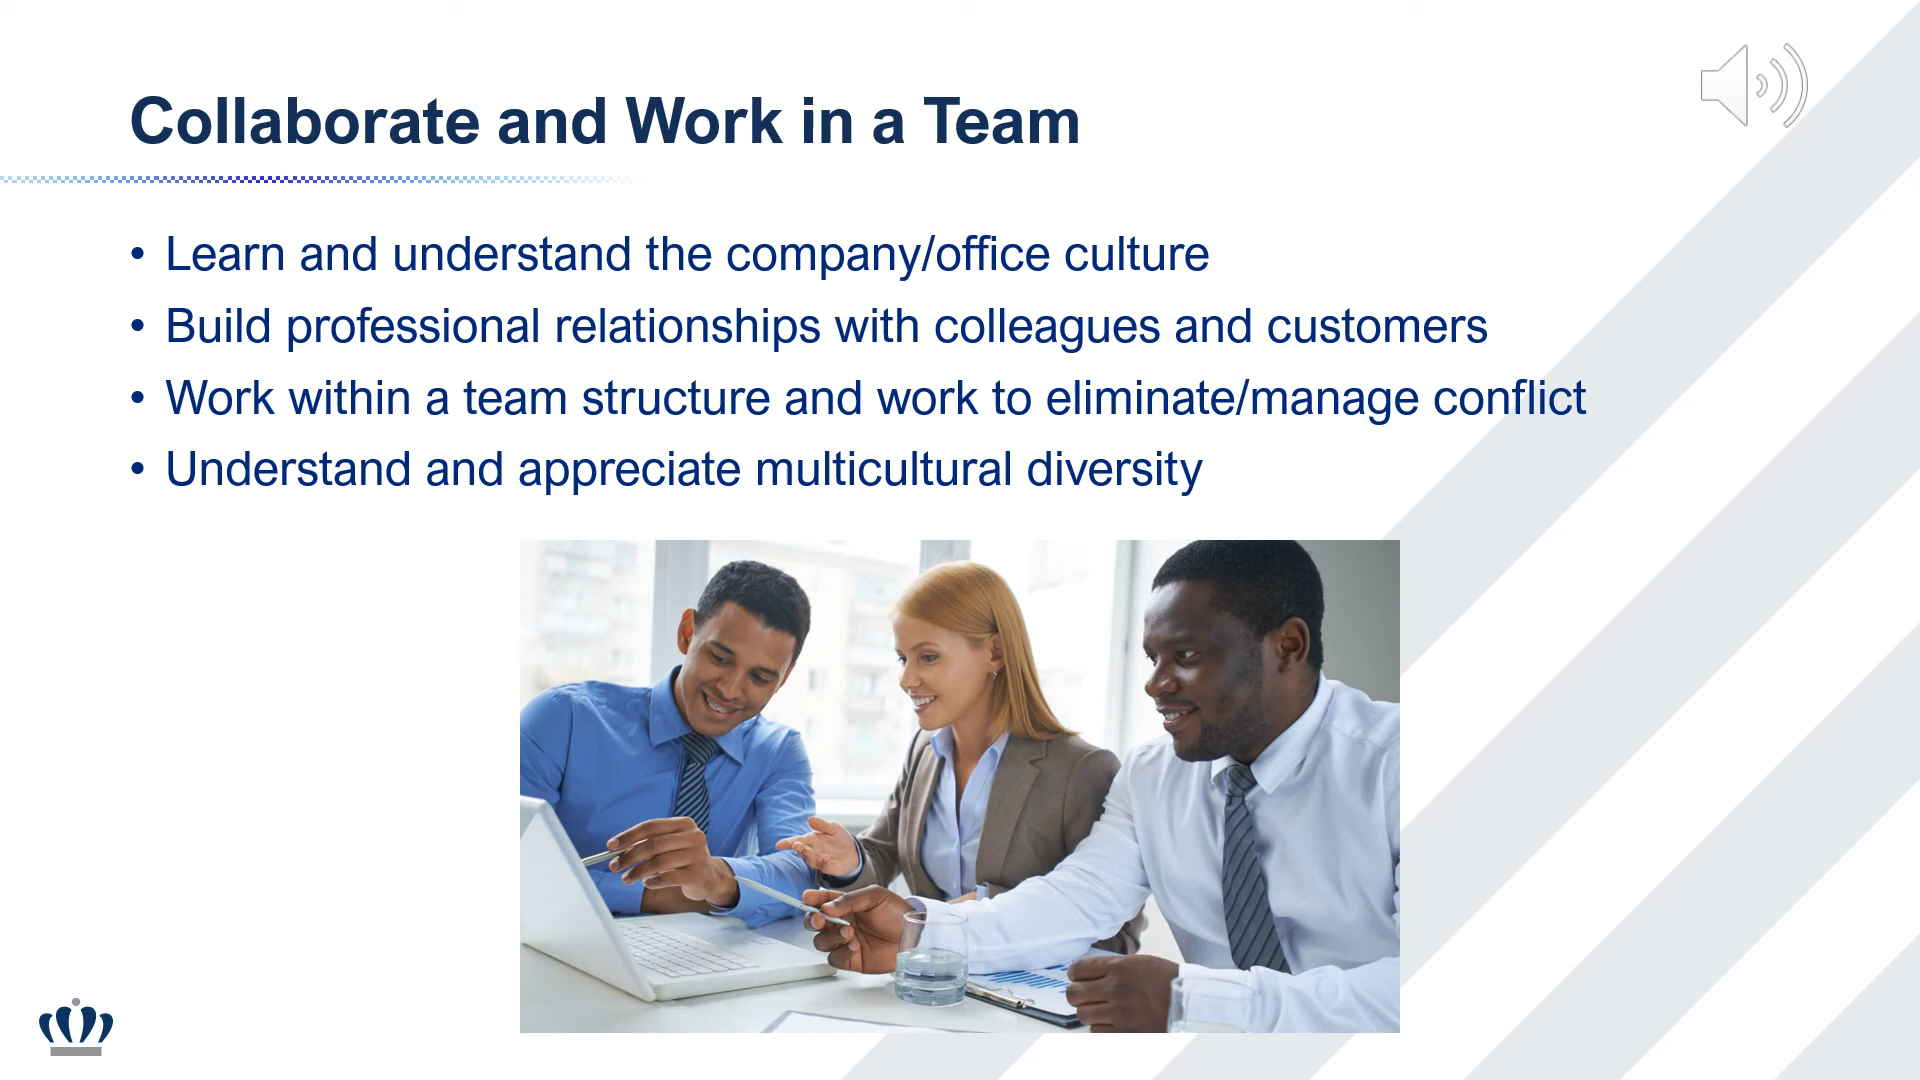 Collaborate and Work in a Team
• Learn and understand the company/office culture
• Build professional relationships with colleagues and customers
• Work within a team structure and work to eliminate/manage conflict
• Understand and appreciate multicultural diversity